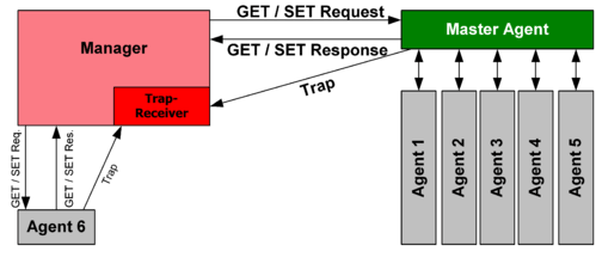 GET / SET Request
Manager
Master Agent
GET / SET Response
Trap
Trap-
Receiver
GET / SET Req.
GET / SET Res.
Trap
Agent 6
Agent 1
Agent 2
Agent 3
Agent 4
Agent 5